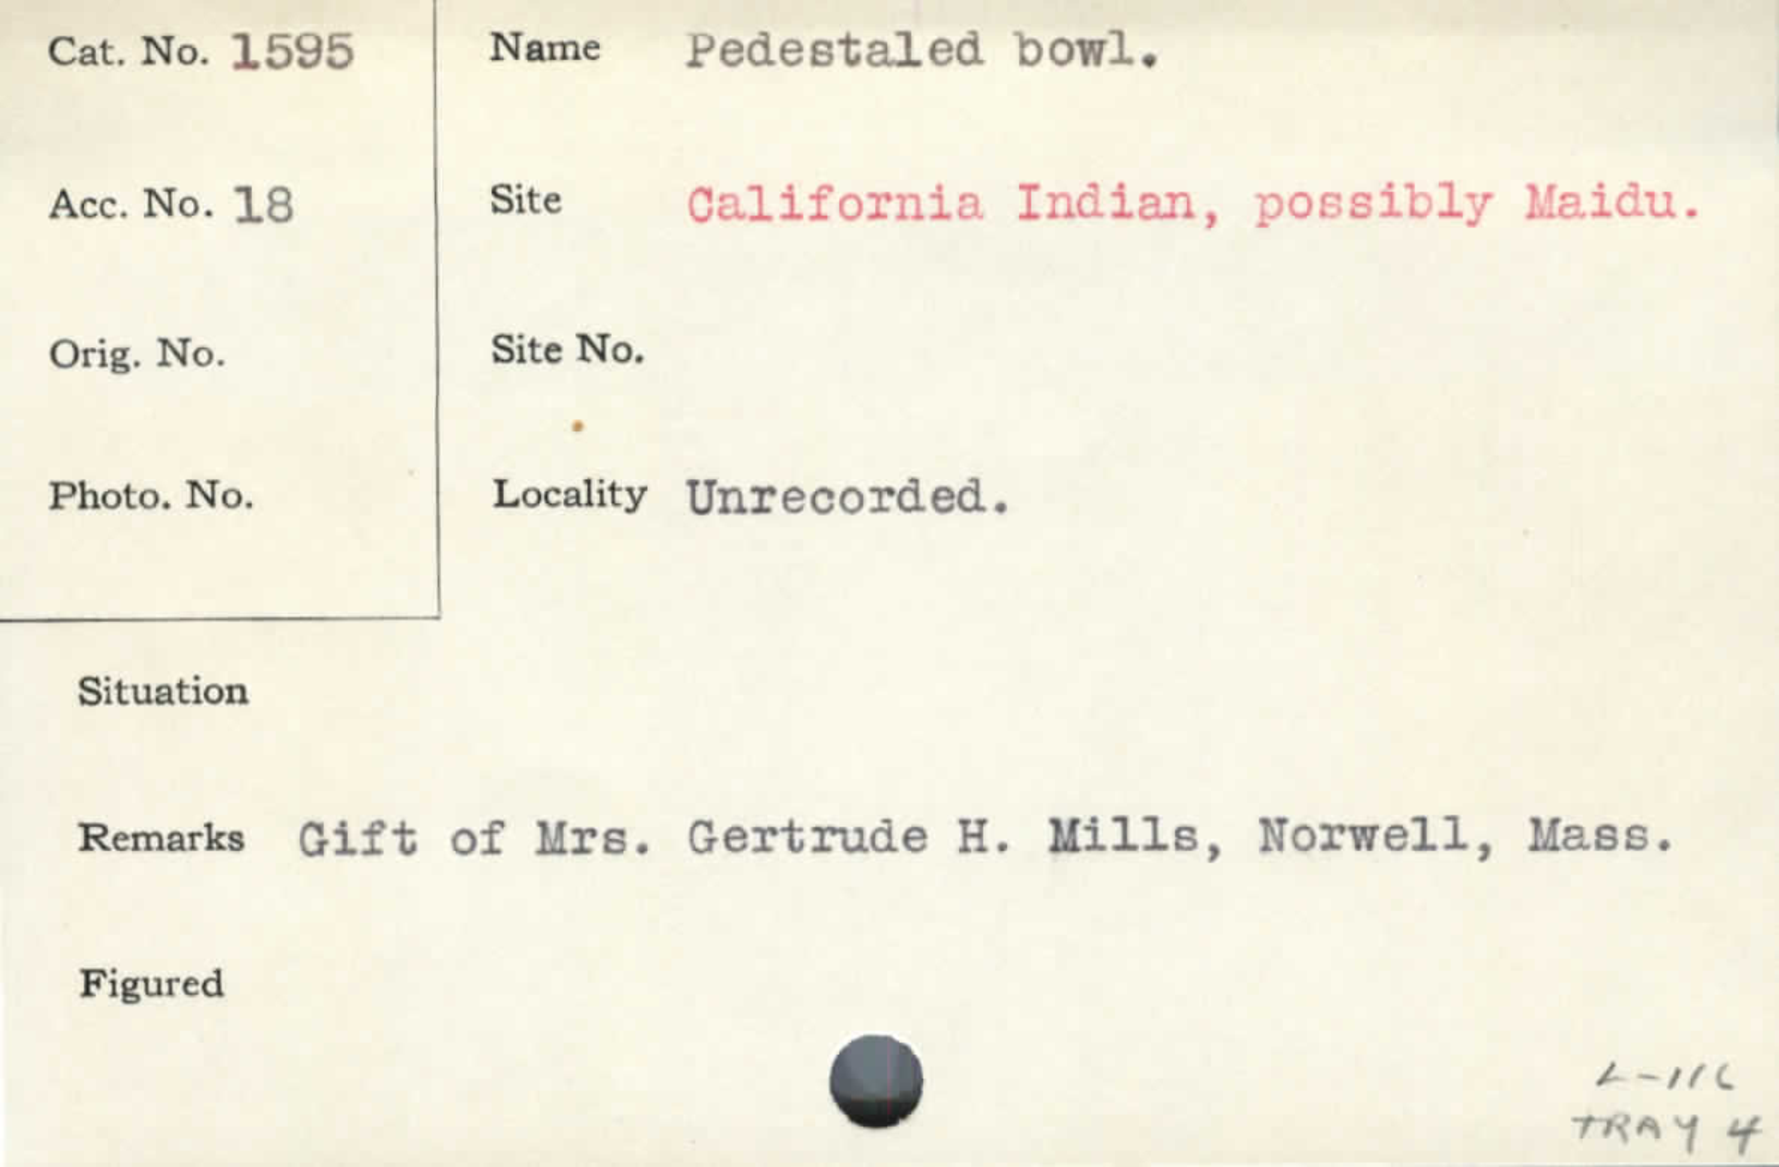 Cat. No. 1595
Name Pedestaled bowl.
Acc. No. 18
Site California Indian, possibly Maidu.
Orig. No.
Site No.
Photo. No.
Locality Unrecorded.
Situation
Remarks Gift of Mrs. Gertrude H. Mills, Norwell, Mass.
Figured
TRAY 4